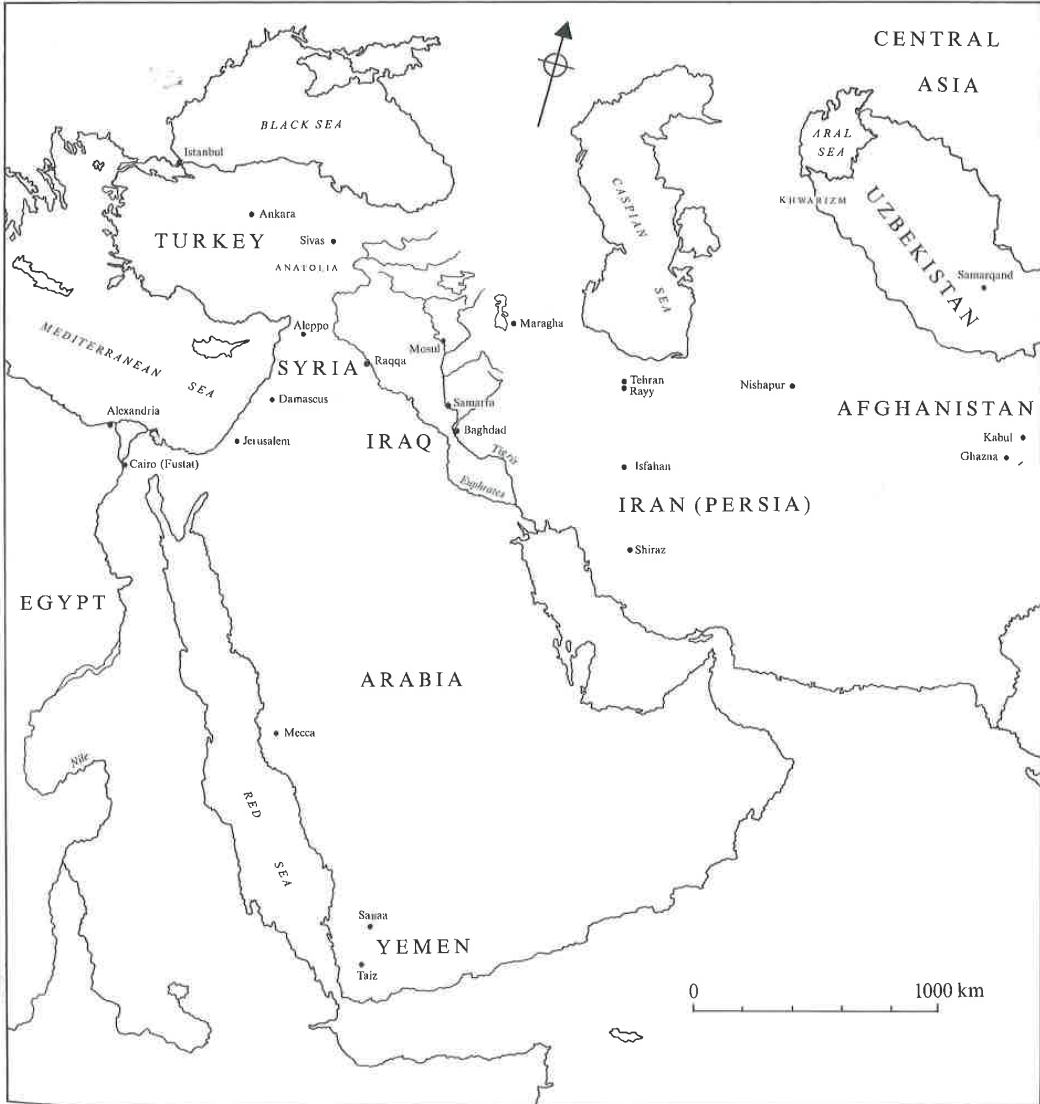 CENTRAL
ASIA
BLACK SEA
ARAL
SEA
Istanbul
CASPIAN
SEA
KHWARIZM
UZBEKISTAN
Ankara
TURKEY
Sivas
ANATOLIA
Samarqand
MEDITERRANEAN
SEA
Aleppo
Maragha
Mosul
SYRIA
Raqqa
Tehran
Rayy
Nishapur
Damascus
Samarra
AFGHANISTAN
Alexandria
Jerusalem
IRAQ
Baghdad
Kabul
Tigris
Ghazna
Cairo (Fustat)
Isfahan
Euphrates
IRAN (PERSIA)
Shiraz
EGYPT
ARABIA
Mecca
Nile
RED
SEA
Sanaa
YEMEN
Taiz
0 1000 km